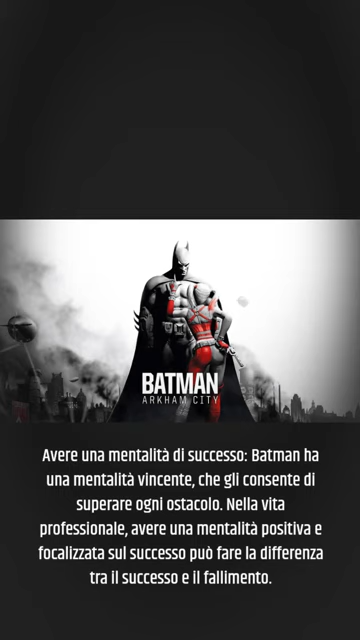 BATMAN
ARKHAM CITY
Avere una mentalità di successo: Batman ha
una mentalità vincente, che gli consente di
superare ogni ostacolo. Nella vita
professionale, avere una mentalità positiva e
focalizzata sul successo può fare la differenza
tra il successo e il fallimento.